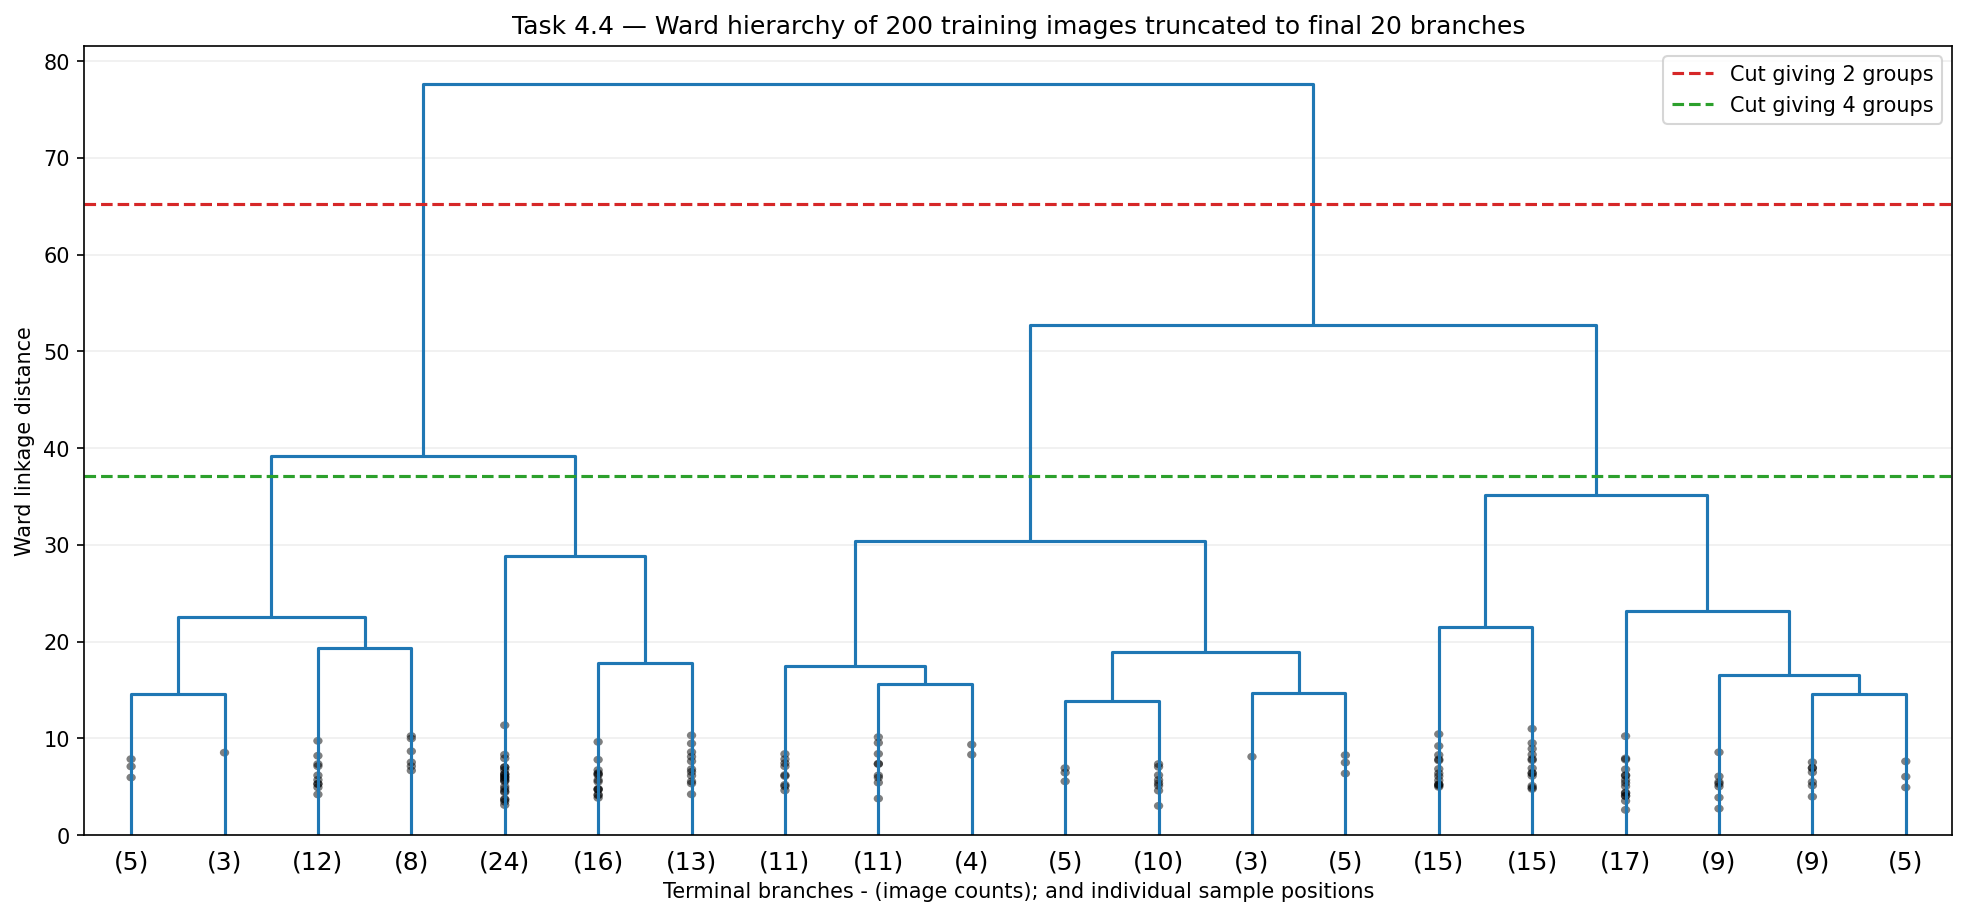 Task 4.4 — Ward hierarchy of 200 training images truncated to final 20 branches
Cut giving 2 groups
Cut giving 4 groups
Ward linkage distance
80
70
60
50
40
30
20
10
0
(5) (3) (12) (8) (24) (16) (13) (11) (11) (4) (5) (10) (3) (5) (15) (15) (17) (9) (9) (5)
Terminal branches - (image counts); and individual sample positions